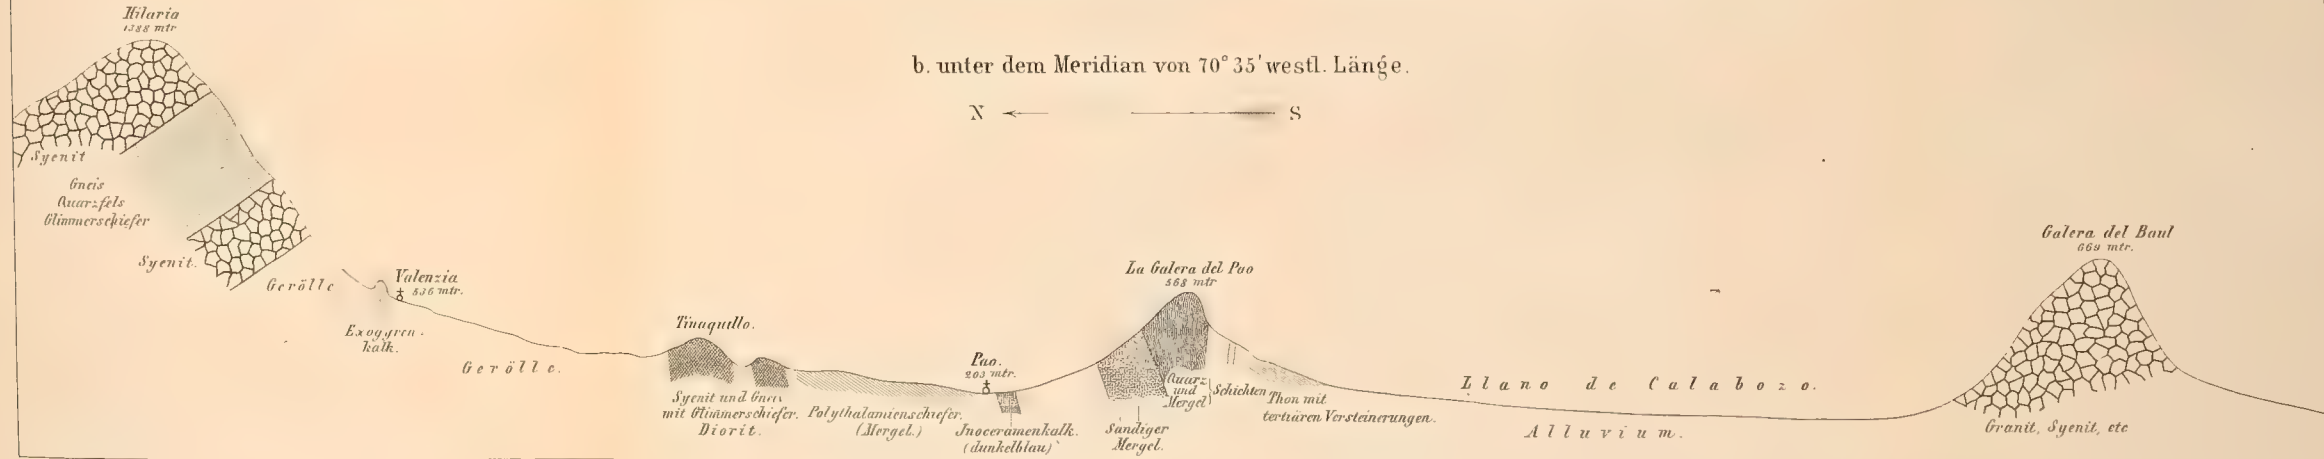 Hilaria
1388 mtr
b. unter dem Meridian von 70° 35' westl. Länge.
N S
Syenit
Gneis
Quarzfels
Glimmerschiefer
Syenit.
Gerölle
Valenzia
536 mtr.
Exogyren-
kalk.
Gerölle.
Tinaquillo.
Syenit und Gneis
mit Glimmerschiefer.
Diorit.
Polythalamienschiefer.
(Mergel.)
Pao.
203 mtr.
Inoceramenkalk.
(dunkelblau)
La Galera del Pao
568 mtr
Sandiger
Mergel.
Quarz
und
Mergel
Schichten
Thon mit
tertiären Versteinerungen.
Llano de Calabozo.
Alluvium.
Galera del Baul
669 mtr.
Granit, Syenit, etc